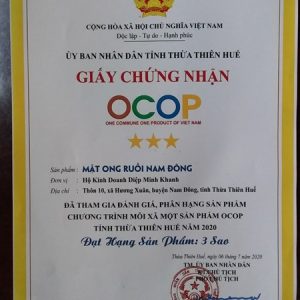 CỘNG HÒA XÃ HỘI CHỦ NGHĨA VIỆT NAM
Độc lập - Tự do - Hạnh phúc
ỦY BAN NHÂN DÂN TỈNH THỪA THIÊN HUẾ
GIẤY CHỨNG NHẬN
OCOP
ONE COMMUNE ONE PRODUCT OF VIET NAM
Sản phẩm : MẬT ONG RUỒI NAM ĐÔNG
Đơn vị : Hộ Kinh Doanh Diệp Minh Khanh
Địa chỉ : Thôn 10, xã Hương Xuân, huyện Nam Đông, tỉnh Thừa Thiên Huế
ĐÃ THAM GIA ĐÁNH GIÁ, PHÂN HẠNG SẢN PHẨM
CHƯƠNG TRÌNH MỖI XÃ MỘT SẢN PHẨM OCOP
TỈNH THỪA THIÊN HUẾ NĂM 2020
Đạt Hạng Sản Phẩm: 3 Sao
Thừa Thiên Huế, ngày 06 tháng 7 năm 2020
TM. ỦY BAN NHÂN DÂN
CHỦ TỊCH
PHÓ CHỦ TỊCH